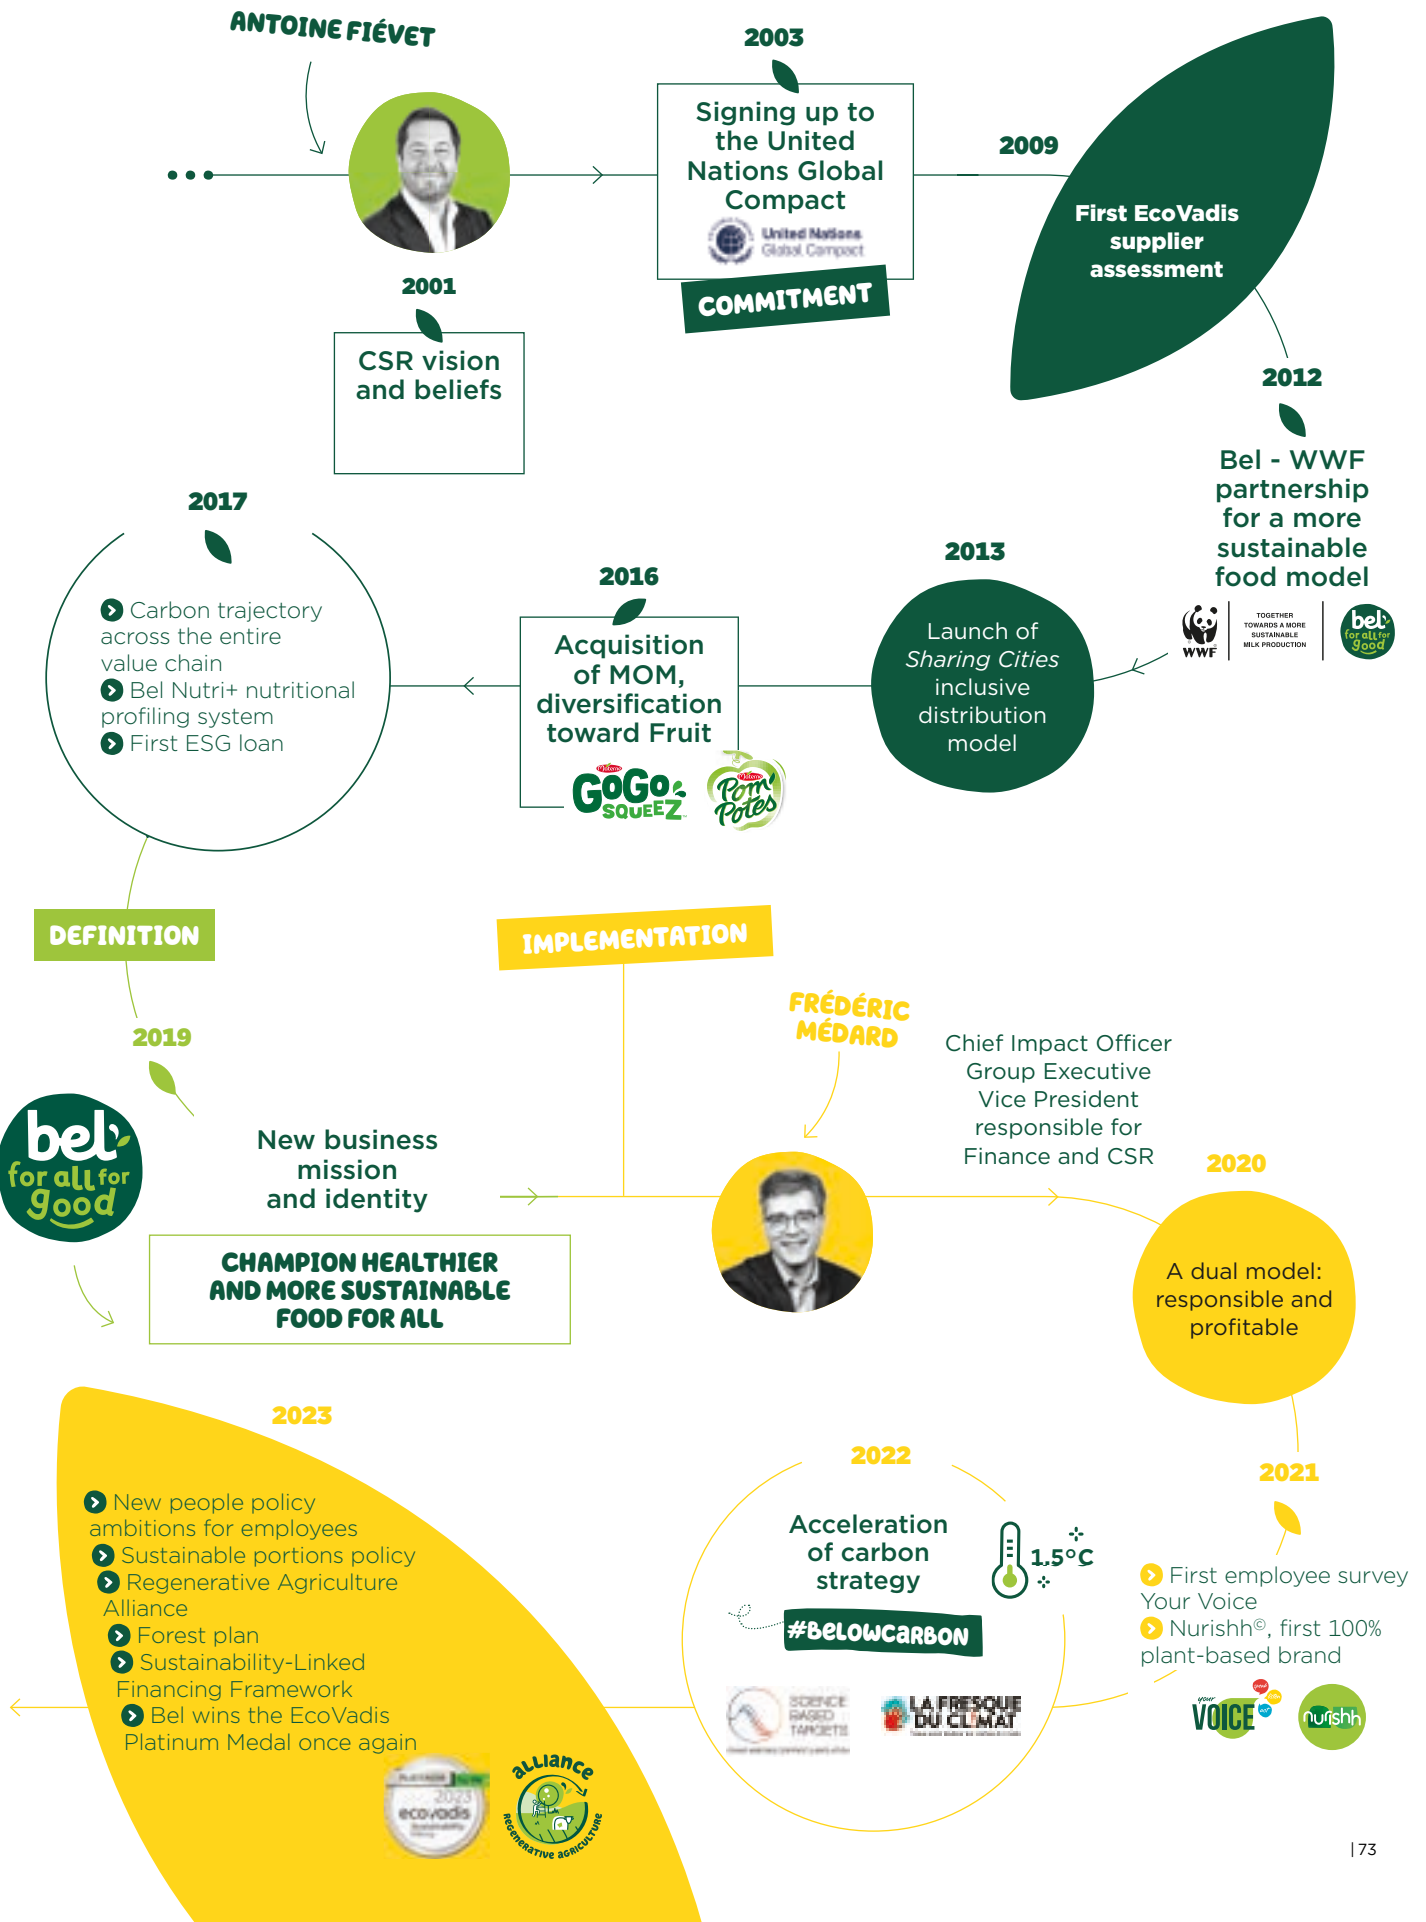 ANTOINE FIÉVET
2001
CSR vision
and beliefs
2003
Signing up to
the United
Nations Global
Compact
United Nations
Global Compact
COMMITMENT
2009
First EcoVadis
supplier
assessment
2012
Bel - WWF
partnership
for a more
sustainable
food model
WWF
TOGETHER
TOWARDS A MORE
SUSTAINABLE
MILK PRODUCTION
bel
for all for
good
2013
Launch of
Sharing Cities
inclusive
distribution
model
2016
Acquisition
of MOM,
diversification
toward Fruit
GoGo
SQUEEZ
Pom'
Potes
2017
Carbon trajectory
across the entire
value chain
Bel Nutri+ nutritional
profiling system
First ESG loan
DEFINITION
2019
bel
for all for
good
New business
mission
and identity
CHAMPION HEALTHIER
AND MORE SUSTAINABLE
FOOD FOR ALL
IMPLEMENTATION
FRÉDÉRIC
MÉDARD
Chief Impact Officer
Group Executive
Vice President
responsible for
Finance and CSR
2020
A dual model:
responsible and
profitable
2021
First employee survey
Your Voice
Nurishh©, first 100%
plant-based brand
your
VOICE
nurishh
2022
Acceleration
of carbon
strategy
1.5°C
#BELOWCARBON
SCIENCE
BASED
TARGETS
LA FRESQUE
DU CLIMAT
2023
New people policy
ambitions for employees
Sustainable portions policy
Regenerative Agriculture
Alliance
Forest plan
Sustainability-Linked
Financing Framework
Bel wins the EcoVadis
Platinum Medal once again
2023
ecovadis
Sustainability
ALLIANCE
REGENERATIVE AGRICULTURE
| 73